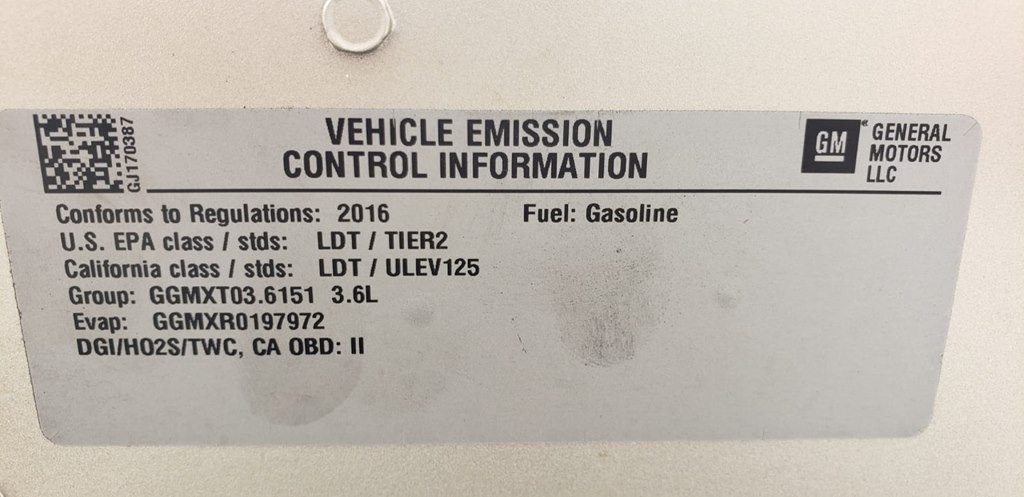 GJ170387
VEHICLE EMISSION
CONTROL INFORMATION
GM
GENERAL
MOTORS
LLC
Conforms to Regulations: 2016
Fuel: Gasoline
U.S. EPA class / stds: LDT / TIER2
California class / stds: LDT / ULEV125
Group: GGMXT03.6151 3.6L
Evap: GGMXR0197972
DGI/HO2S/TWC, CA OBD: II